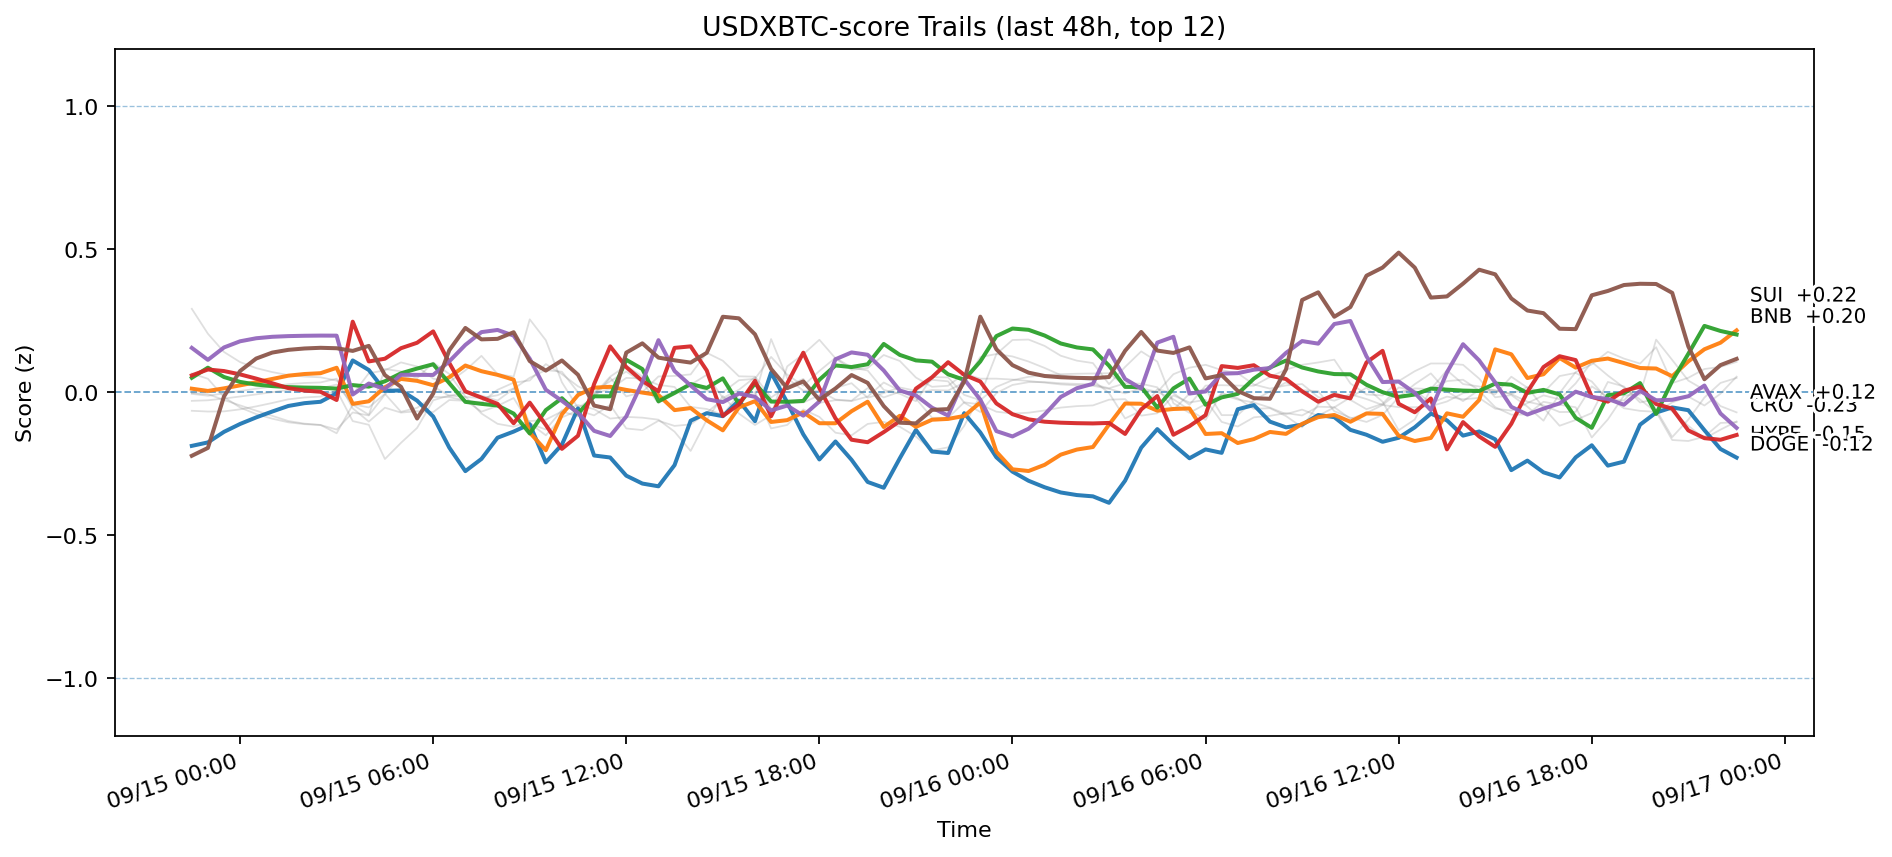 USDXBTC-score Trails (last 48h, top 12)
Score (z)
1.0
0.5
0.0
−0.5
−1.0
SUI +0.22
BNB +0.20
AVAX +0.12
CRO -0.23
HYPE -0.15
DOGE -0.12
09/15 00:00
09/15 06:00
09/15 12:00
09/15 18:00
09/16 00:00
09/16 06:00
09/16 12:00
09/16 18:00
09/17 00:00
Time